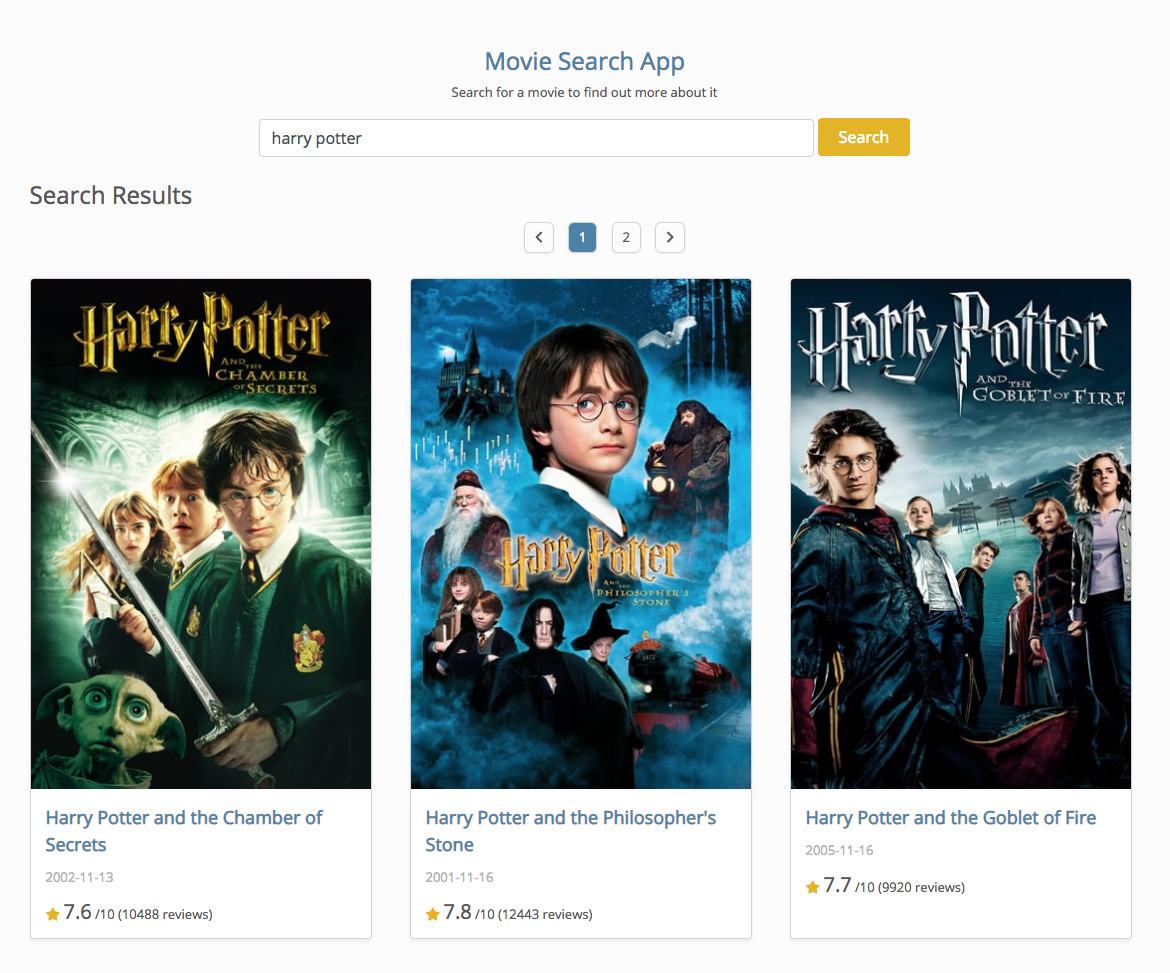 Movie Search App
Search for a movie to find out more about it
harry potter
Search
Search Results
1
2
Harry Potter
AND THE
CHAMBER
OF SECRETS
Harry Potter
AND THE
PHILOSOPHER'S
STONE
Harry Potter
AND THE
GOBLET OF FIRE
Harry Potter and the Chamber of
Secrets
2002-11-13
7.6 /10 (10488 reviews)
Harry Potter and the Philosopher's
Stone
2001-11-16
7.8 /10 (12443 reviews)
Harry Potter and the Goblet of Fire
2005-11-16
7.7 /10 (9920 reviews)